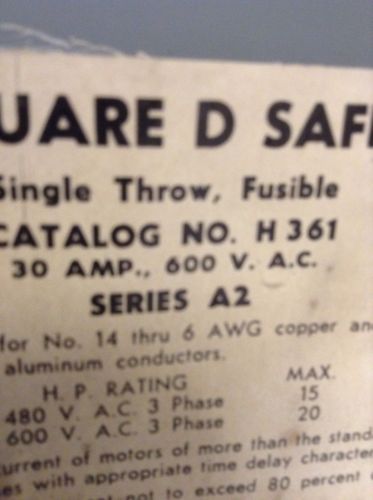 UARE D SAF
Single Throw, Fusible
CATALOG NO. H 361
30 AMP., 600 V. A.C.
SERIES A2
for No. 14 thru 6 AWG copper an
aluminum conductors.
H. P. RATING MAX.
480 V. A.C. 3 Phase 15
600 V. A.C. 3 Phase 20
current of motors of more than the stand
es with appropriate time delay character
not to exceed 80 percent